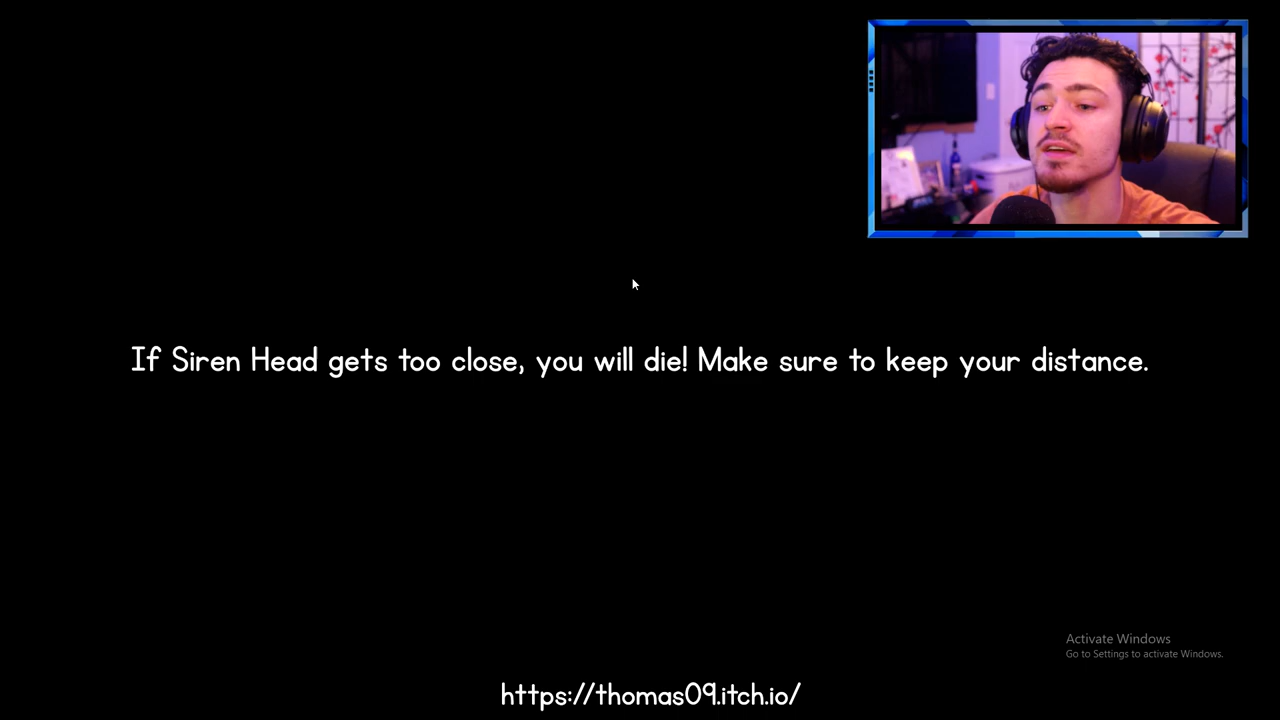 If Siren Head gets too close, you will die! Make sure to keep your distance.
Activate Windows
Go to Settings to activate Windows.
https://thomas09.itch.io/